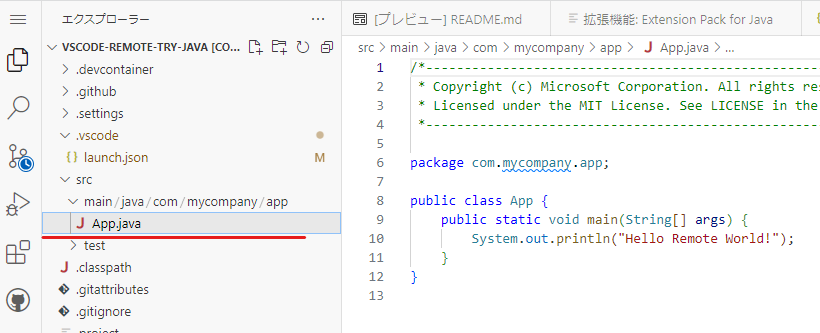 エクスプローラー
VSCODE-REMOTE-TRY-JAVA [CO...
.devcontainer
.github
.settings
.vscode
{} launch.json M
src
main/java/com/mycompany/app
J App.java
test
J .classpath
.gitattributes
.gitignore
.project
[プレビュー] README.md
拡張機能: Extension Pack for Java
{}
src > main > java > com > mycompany > app > J App.java > ...
1 /*--------------------------------------------------
2 * Copyright (c) Microsoft Corporation. All rights res
3 * Licensed under the MIT License. See LICENSE in the
4 *--------------------------------------------------
5
6 package com.mycompany.app;
7
8 public class App {
9 public static void main(String[] args) {
10 System.out.println("Hello Remote World!");
11 }
12 }
13